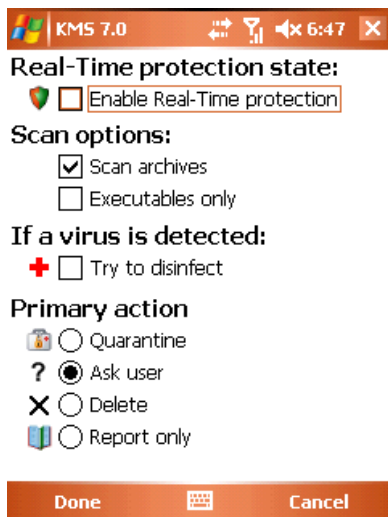 KMS 7.0 6:47
Real-Time protection state:
Enable Real-Time protection
Scan options:
Scan archives
Executables only
If a virus is detected:
Try to disinfect
Primary action
Quarantine
? Ask user
Delete
Report only
Done Cancel